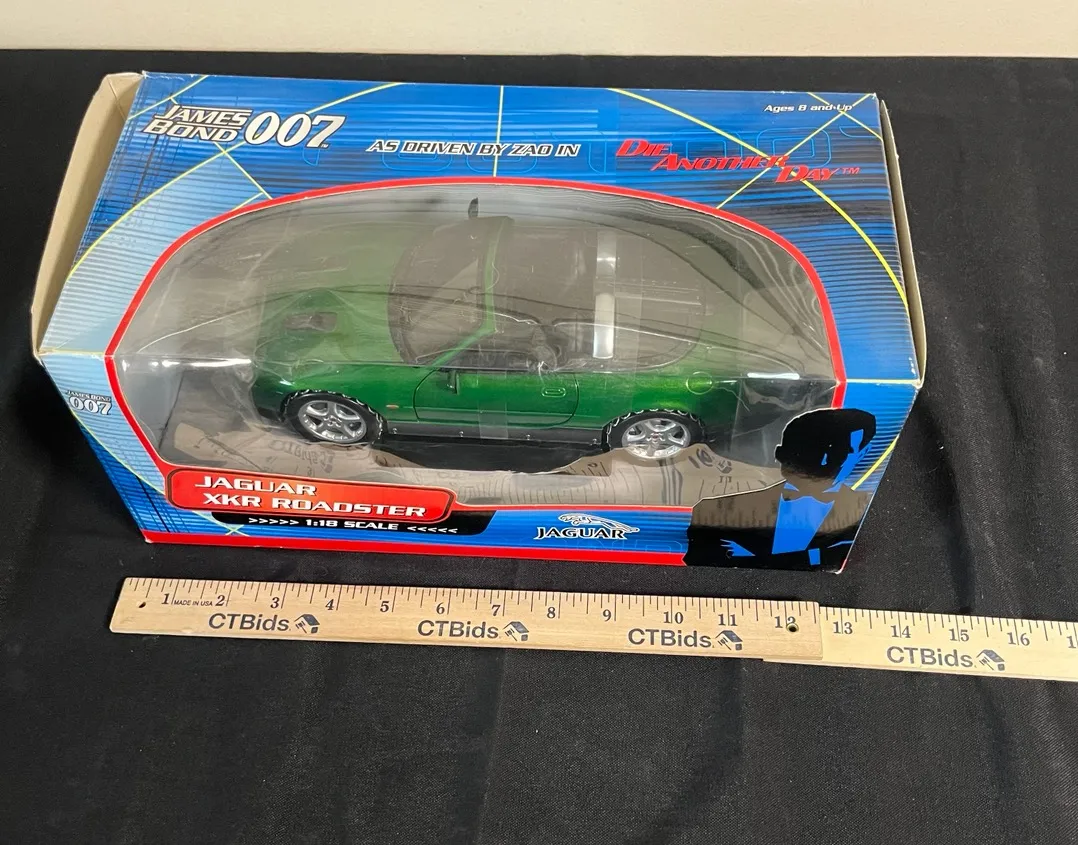 Ages 8 and Up
JAMES
BOND 007
AS DRIVEN BY ZAO IN
DIE
ANOTHER
DAY™
JAMES BOND
007
JAGUAR
XKR ROADSTER
>>>>> 1:18 SCALE <<<<<
JAGUAR
1 MADE IN USA 2 3 4 5 6 7 8 9 10 11 12 13 14 15 16
CTBids CTBids CTBids CTBids